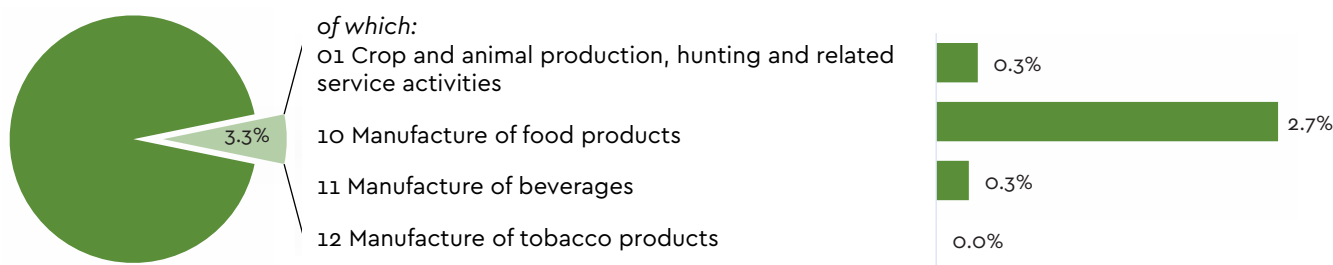 of which:
01 Crop and animal production, hunting and related
service activities
0.3%
3.3%
10 Manufacture of food products
2.7%
11 Manufacture of beverages
0.3%
12 Manufacture of tobacco products
0.0%